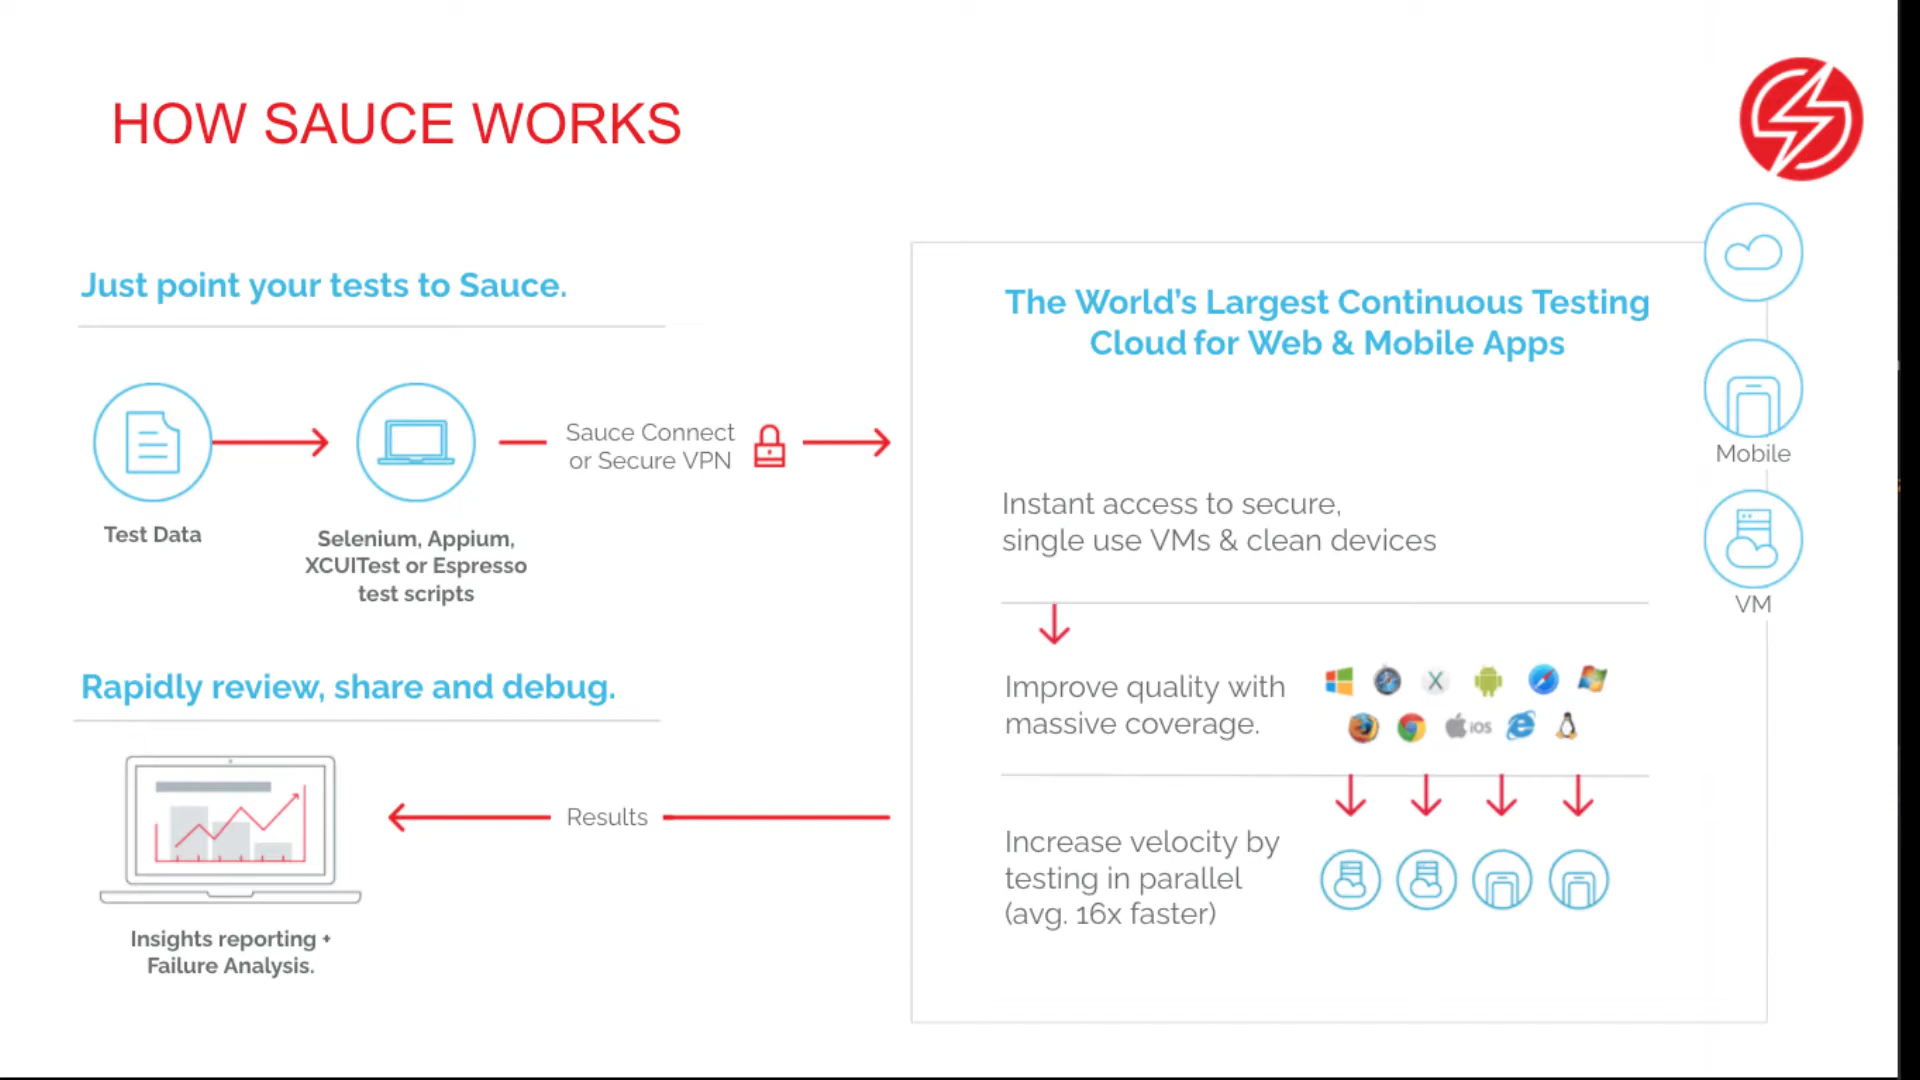 HOW SAUCE WORKS
Just point your tests to Sauce.
Test Data
Selenium, Appium,
XCUITest or Espresso
test scripts
Sauce Connect
or Secure VPN
Rapidly review, share and debug.
Results
Insights reporting +
Failure Analysis.
The World's Largest Continuous Testing
Cloud for Web & Mobile Apps
Instant access to secure,
single use VMs & clean devices
Improve quality with
massive coverage.
X
iOS
Increase velocity by
testing in parallel
(avg. 16x faster)
Mobile
VM